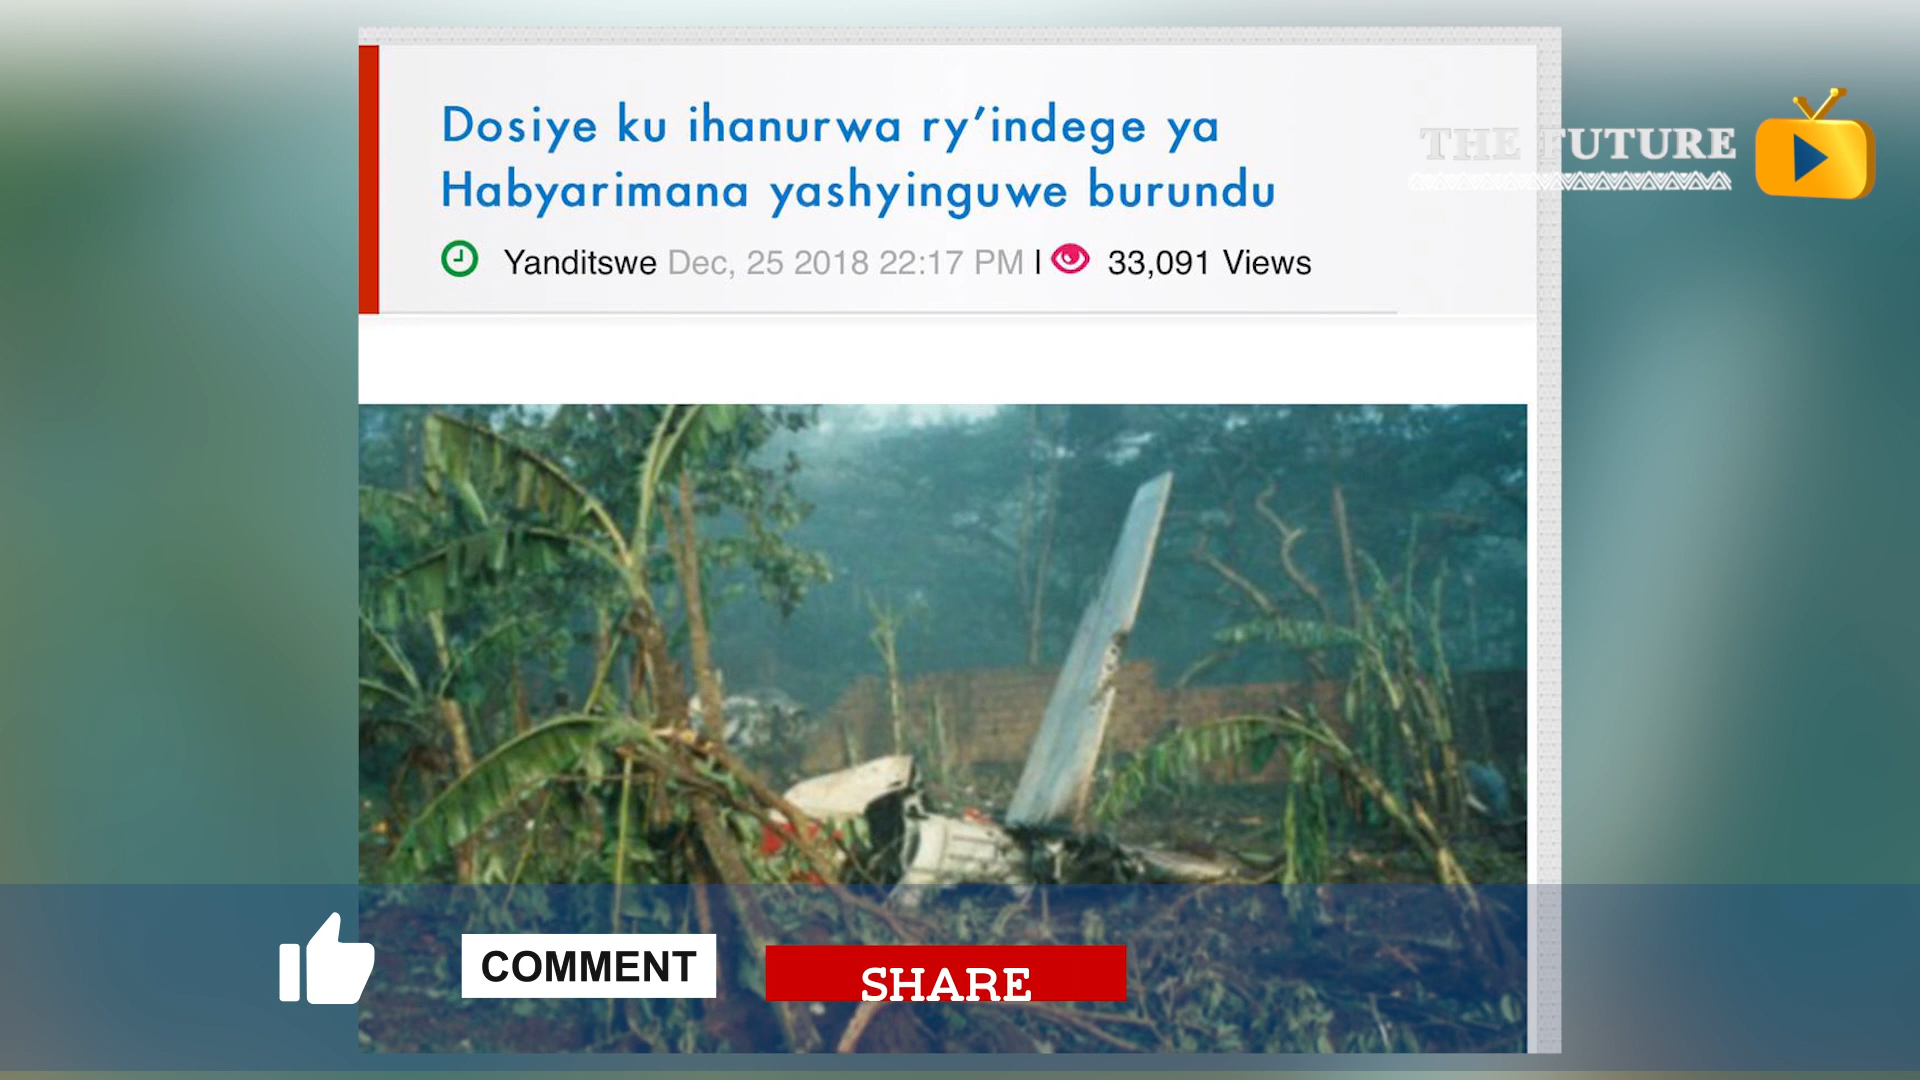 Dosiye ku ihanurwa ry’indege ya
Habyarimana yashyinguwe burundu
Yanditswe Dec, 25 2018 22:17 PM | 33,091 Views
THE FUTURE
COMMENT
SHARE